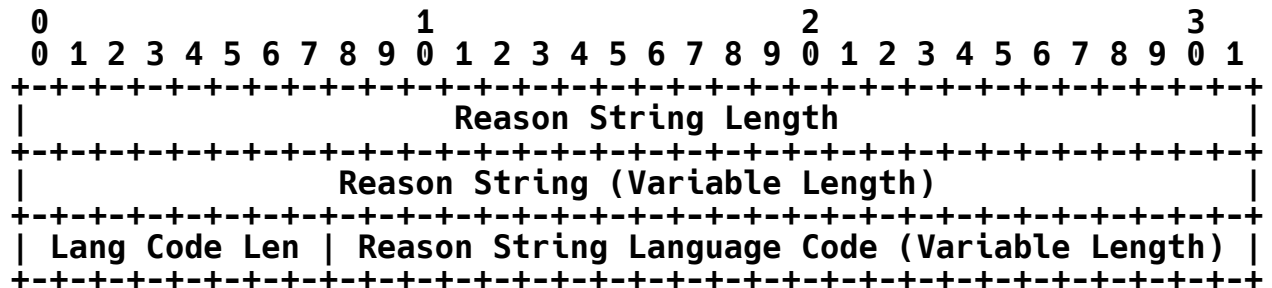 0                   1                   2                   3
 0 1 2 3 4 5 6 7 8 9 0 1 2 3 4 5 6 7 8 9 0 1 2 3 4 5 6 7 8 9 0 1
+-+-+-+-+-+-+-+-+-+-+-+-+-+-+-+-+-+-+-+-+-+-+-+-+-+-+-+-+-+-+-+-+
|                      Reason String Length                     |
+-+-+-+-+-+-+-+-+-+-+-+-+-+-+-+-+-+-+-+-+-+-+-+-+-+-+-+-+-+-+-+-+
|                Reason String (Variable Length)                |
+-+-+-+-+-+-+-+-+-+-+-+-+-+-+-+-+-+-+-+-+-+-+-+-+-+-+-+-+-+-+-+-+
| Lang Code Len | Reason String Language Code (Variable Length) |
+-+-+-+-+-+-+-+-+-+-+-+-+-+-+-+-+-+-+-+-+-+-+-+-+-+-+-+-+-+-+-+-+